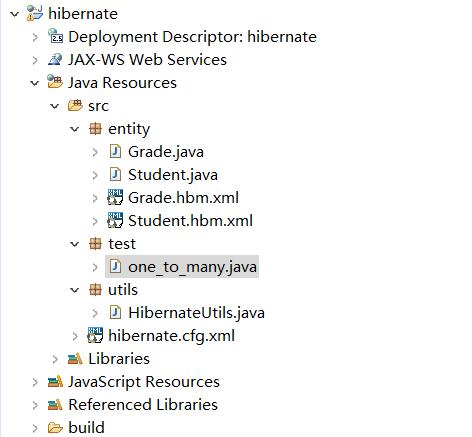 hibernate
Deployment Descriptor: hibernate
JAX-WS Web Services
Java Resources
src
entity
Grade.java
Student.java
Grade.hbm.xml
Student.hbm.xml
test
one_to_many.java
utils
HibernateUtils.java
hibernate.cfg.xml
Libraries
JavaScript Resources
Referenced Libraries
build